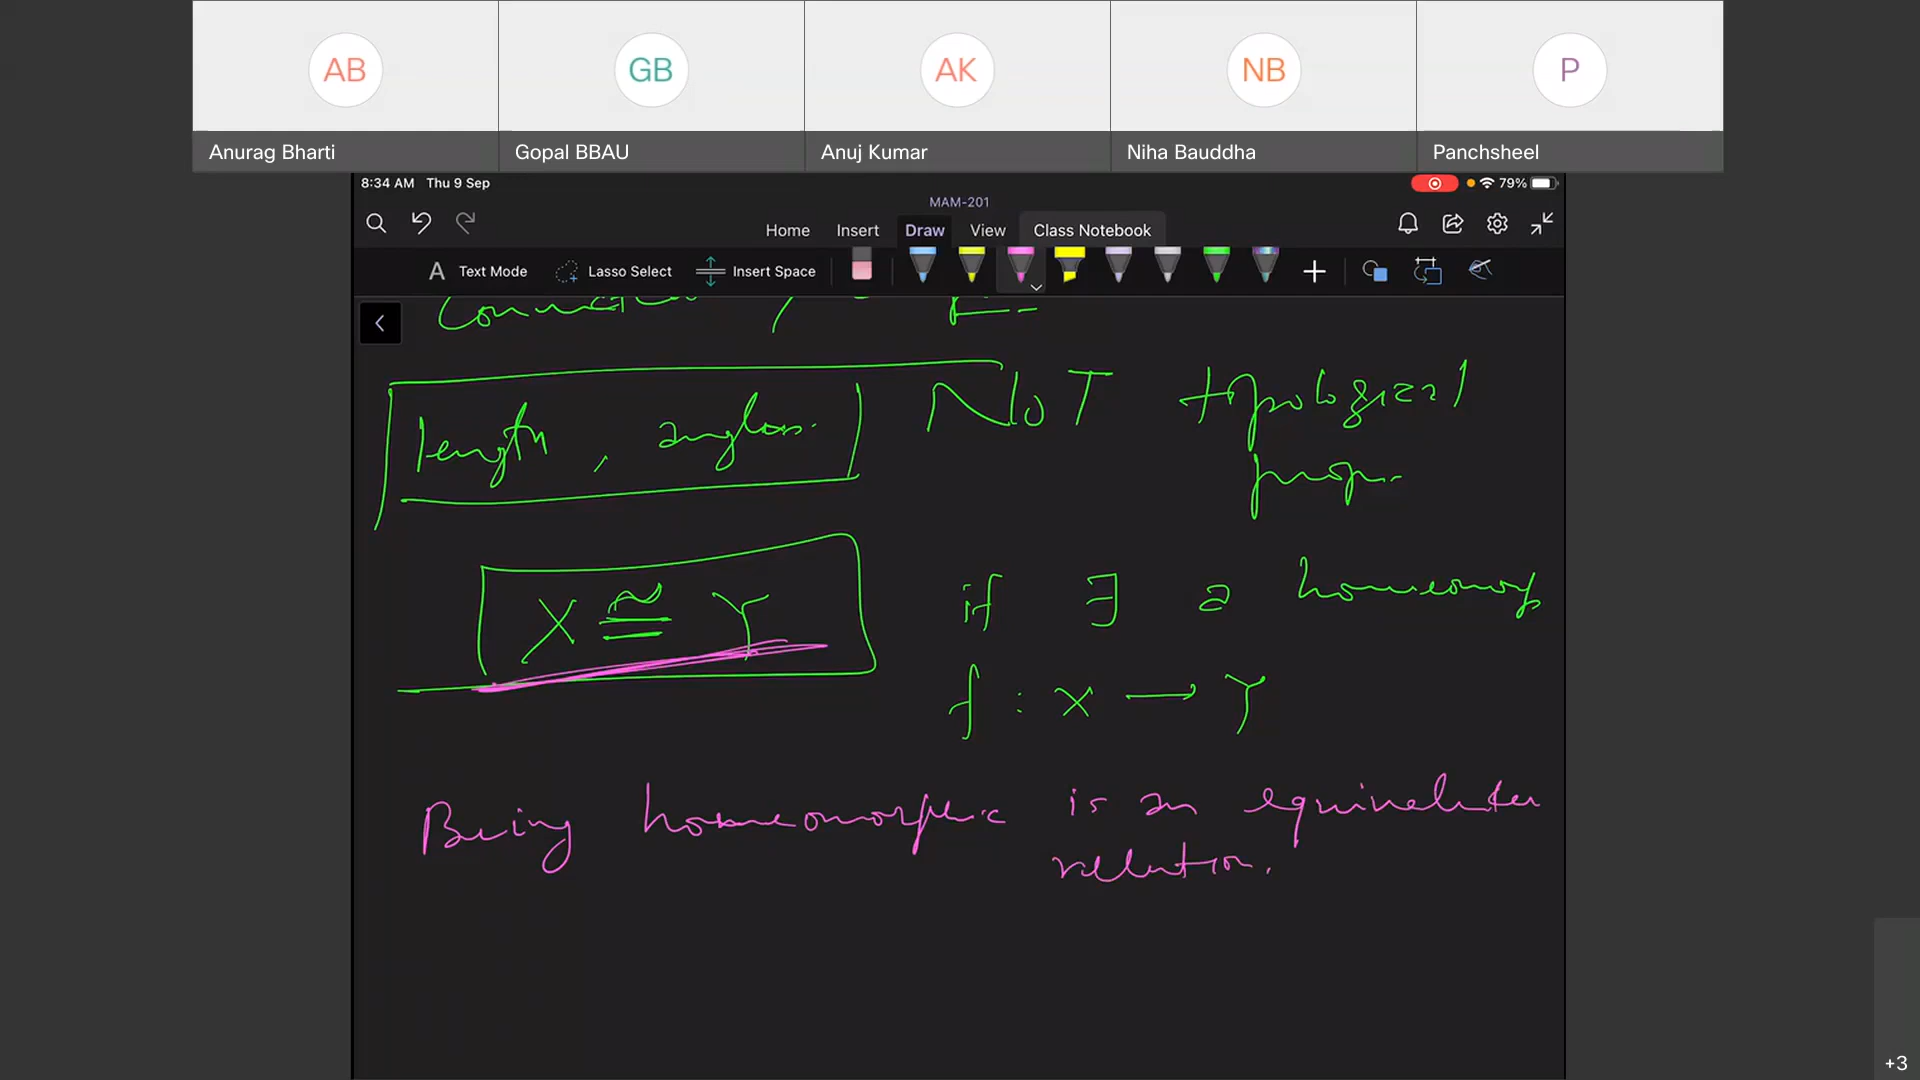 AB GB AK NB P
Anurag Bharti Gopal BBAU Anuj Kumar Niha Bauddha Panchsheel
8:34 AM Thu 9 Sep 79%
MAM-201
Home Insert Draw View Class Notebook
A Text Mode Lasso Select Insert Space
length, angles. NOT topological
prop.
X ≅ Y if ∃ a homeomorp
f : X → Y
Being homeomorphic is an
relation.
+3